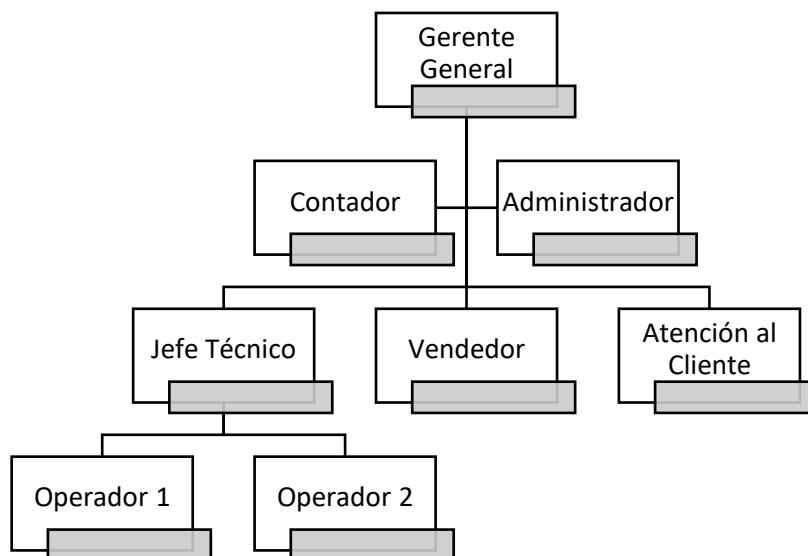 Gerente
General
Contador
Administrador
Jefe Técnico
Vendedor
Atención al
Cliente
Operador 1
Operador 2